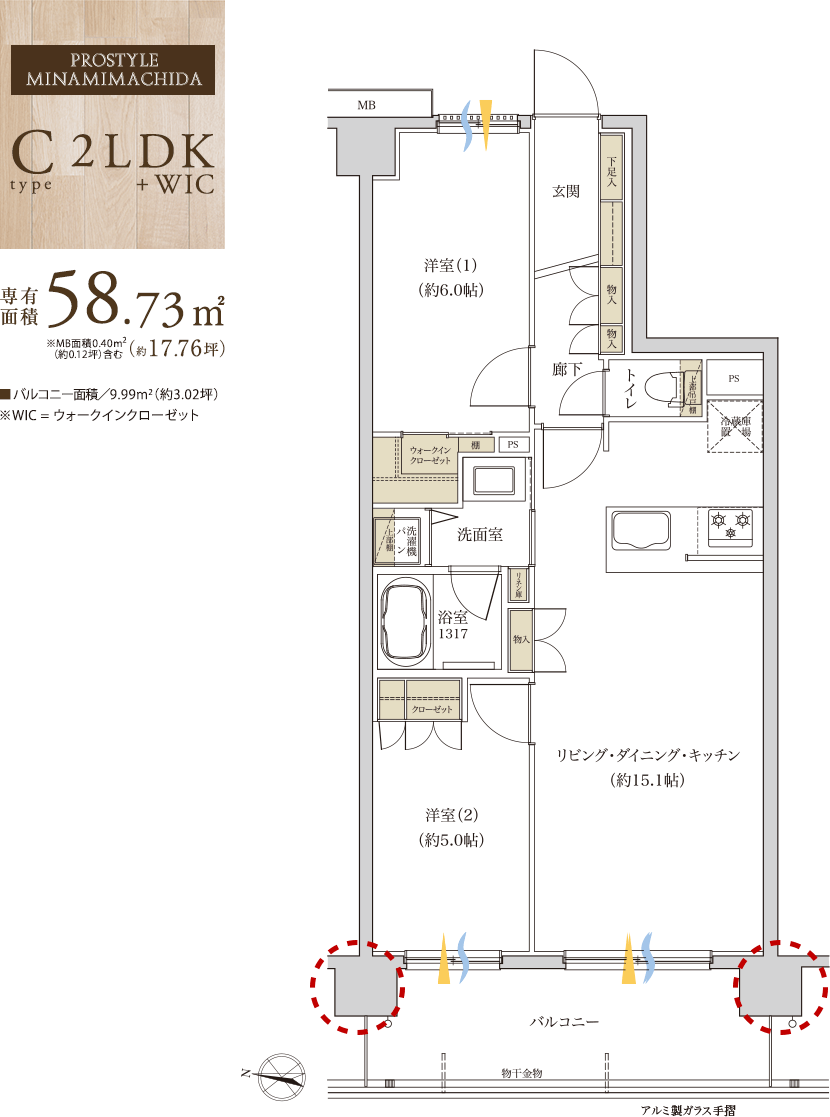 PROSTYLE
MINAMIMACHIDA
C 2LDK
type +WIC
専有
面積 58.73㎡
※MB面積0.40m²
(約0.12坪)含む (約17.76坪)
■バルコニー面積／9.99m²（約3.02坪）
※WIC = ウォークインクローゼット
MB
下足入
玄関
洋室（1）
（約6.0帖）
物入
物入
廊下
トイレ
上部吊戸棚
PS
冷蔵庫
置場
ウォークイン
クローゼット
棚
PS
洗濯機
パン
上部棚
洗面室
リネン庫
浴室
1317
物入
クローゼット
リビング・ダイニング・キッチン
（約15.1帖）
洋室（2）
（約5.0帖）
バルコニー
N
物干金物
アルミ製ガラス手摺